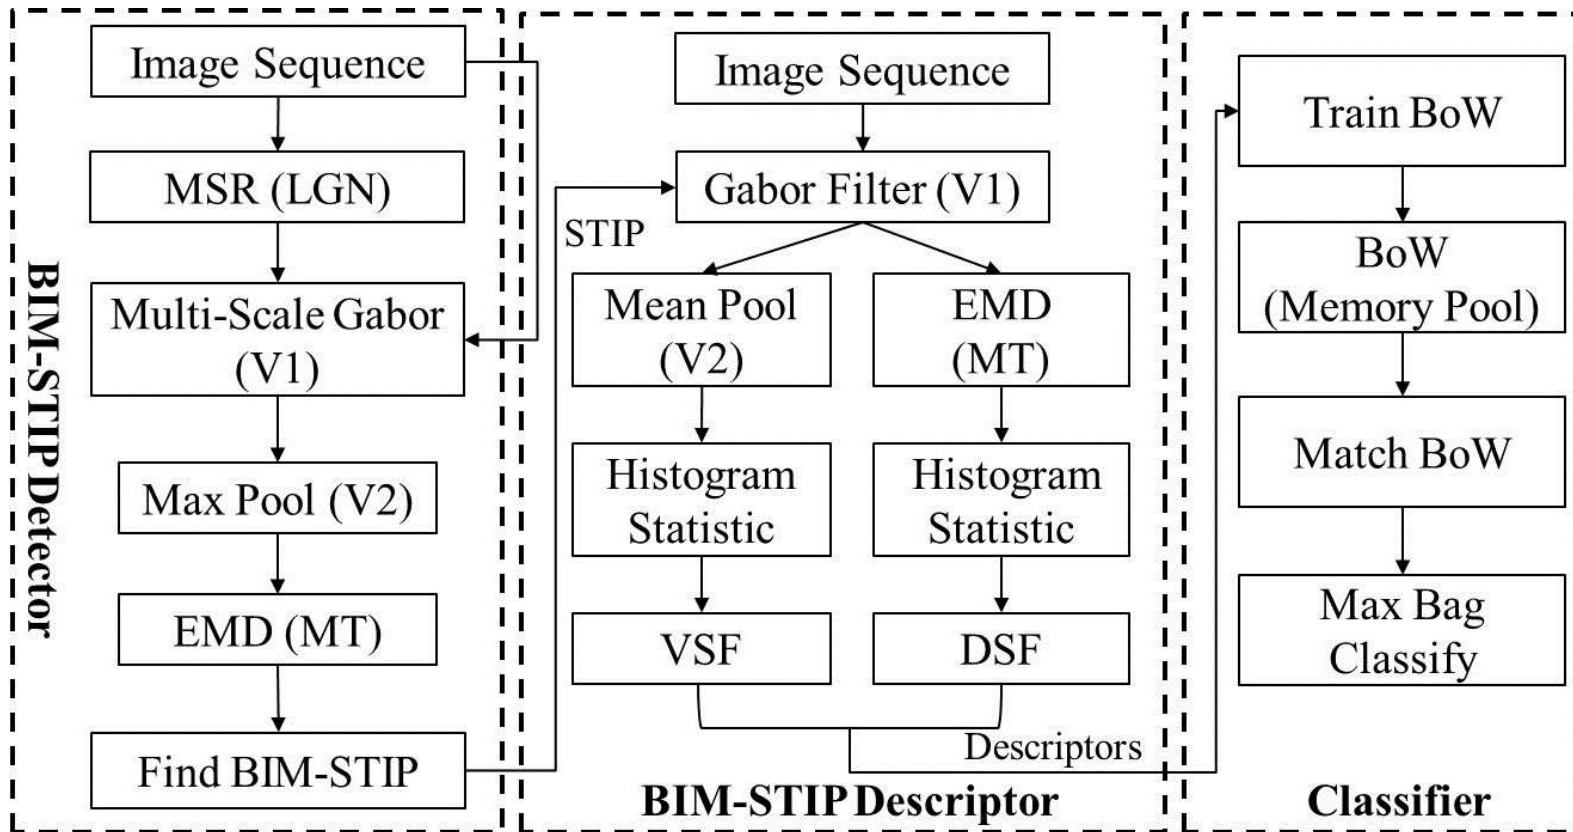 Image Sequence
MSR (LGN)
Multi-Scale Gabor
(V1)
Max Pool (V2)
EMD (MT)
Find BIM-STIP
BIM-STIP Detector
STIP
Image Sequence
Gabor Filter (V1)
Mean Pool
(V2)
EMD
(MT)
Histogram
Statistic
Histogram
Statistic
VSF
DSF
Descriptors
BIM-STIP Descriptor
Train BoW
BoW
(Memory Pool)
Match BoW
Max Bag
Classify
Classifier